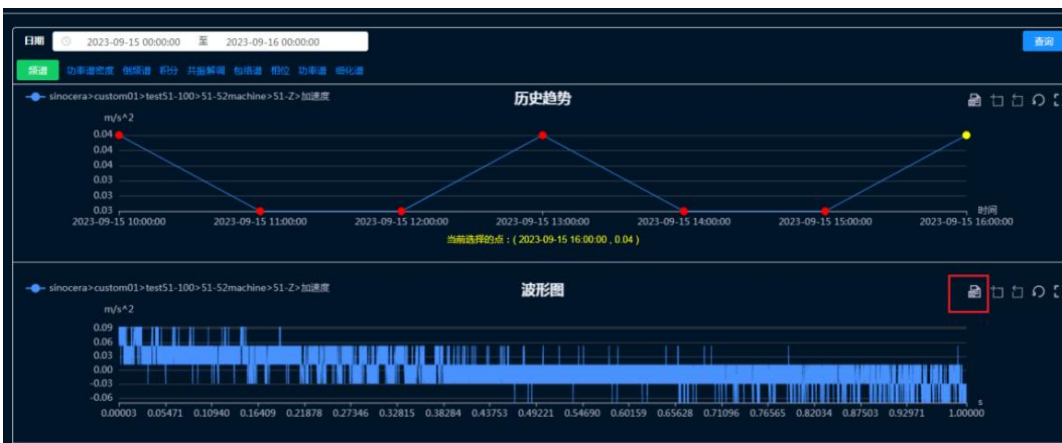 日期 2023-09-15 00:00:00 至 2023-09-16 00:00:00 查询
频谱 功率谱密度 倒频谱 积分 共振解调 包络谱 相位 功率谱 细化谱
sinocera>custom01>test51-100>51-52machine>51-Z>加速度 历史趋势
m/s^2
0.04
0.04
0.04
0.03
0.03
0.03
时间
2023-09-15 10:00:00 2023-09-15 11:00:00 2023-09-15 12:00:00 2023-09-15 13:00:00 2023-09-15 14:00:00 2023-09-15 15:00:00 2023-09-15 16:00:00
当前选择的点：( 2023-09-15 16:00:00 , 0.04 )
sinocera>custom01>test51-100>51-52machine>51-Z>加速度 波形图
m/s^2
0.09
0.06
0.03
0.00
-0.03
-0.06
s
0.00003 0.05471 0.10940 0.16409 0.21878 0.27346 0.32815 0.38284 0.43753 0.49221 0.54690 0.60159 0.65628 0.71096 0.76565 0.82034 0.87503 0.92971 1.00000